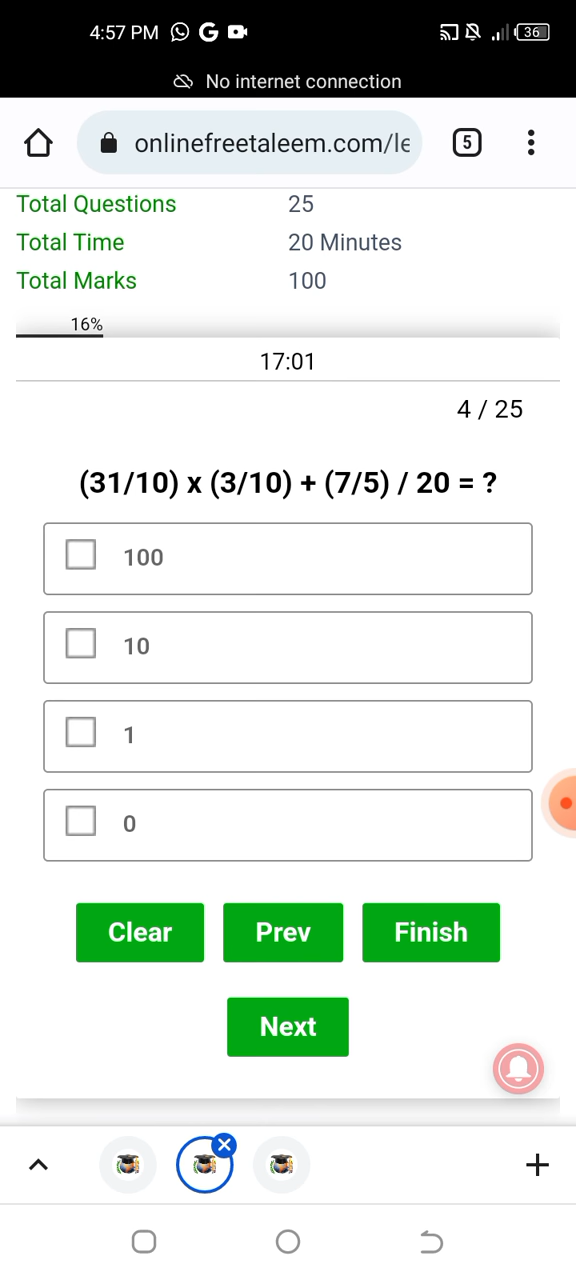 4:57 PM
36
No internet connection
onlinefreetaleem.com/le
5
Total Questions 25
Total Time 20 Minutes
Total Marks 100
16%
17:01
4 / 25
(31/10) x (3/10) + (7/5) / 20 = ?
100
10
1
0
Clear Prev Finish
Next